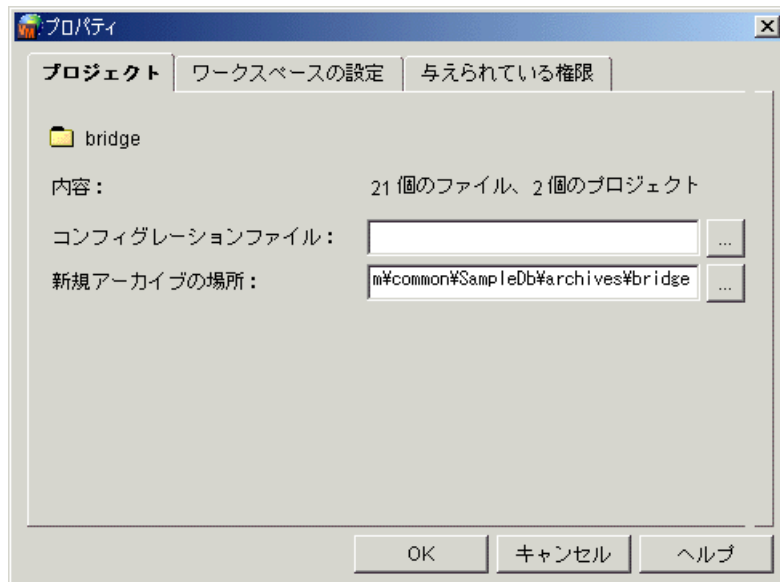 プロパティ
プロジェクト ワークスペースの設定 与えられている権限
bridge
内容： 21 個のファイル、2 個のプロジェクト
コンフィグレーションファイル： ...
新規アーカイブの場所： m¥common¥SampleDb¥archives¥bridge ...
OK キャンセル ヘルプ